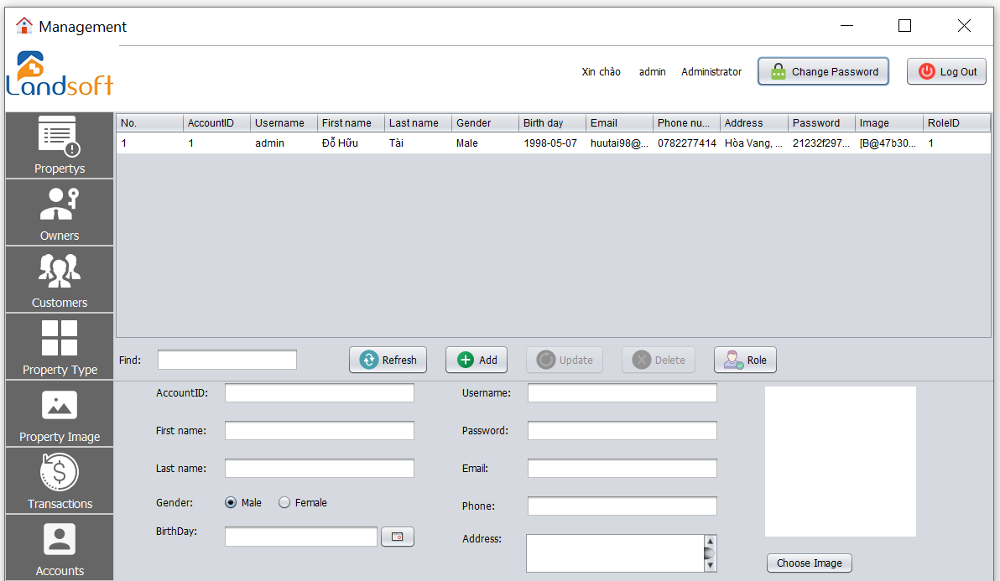 Management
Landsoft
Xin chào admin Administrator Change Password Log Out
No. AccountID Username First name Last name Gender Birth day Email Phone nu... Address Password Image RoleID
1 1 admin Đỗ Hữu Tài Male 1998-05-07 huutai98@... 0782277414 Hòa Vang, ... 21232f297... [B@47b30... 1
Propertys
Owners
Customers
Property Type
Property Image
Transactions
Accounts
Find: Refresh Add Update Delete Role
AccountID: Username:
First name: Password:
Last name: Email:
Gender: Male Female Phone:
BirthDay: Address:
Choose Image